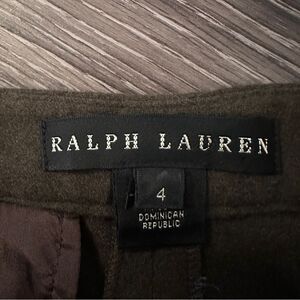 RALPH LAUREN
4
DOMINICAN
REPUBLIC